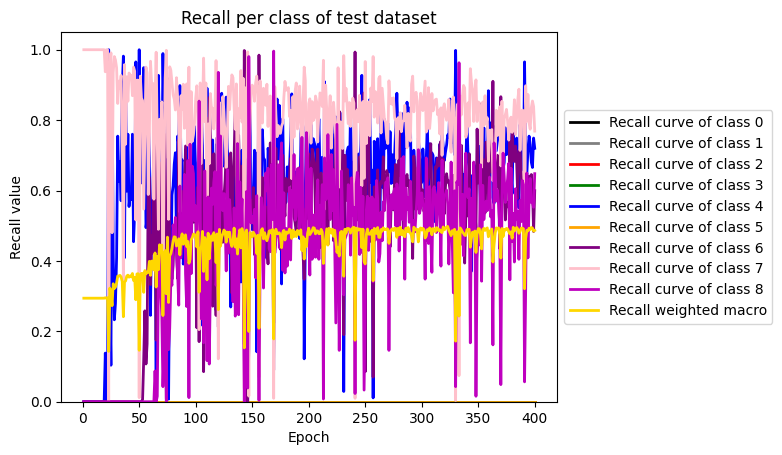 Recall per class of test dataset
Recall value
1.0
0.8
0.6
0.4
0.2
0.0
0
50
100
150
200
250
300
350
400
Epoch
Recall curve of class 0
Recall curve of class 1
Recall curve of class 2
Recall curve of class 3
Recall curve of class 4
Recall curve of class 5
Recall curve of class 6
Recall curve of class 7
Recall curve of class 8
Recall weighted macro